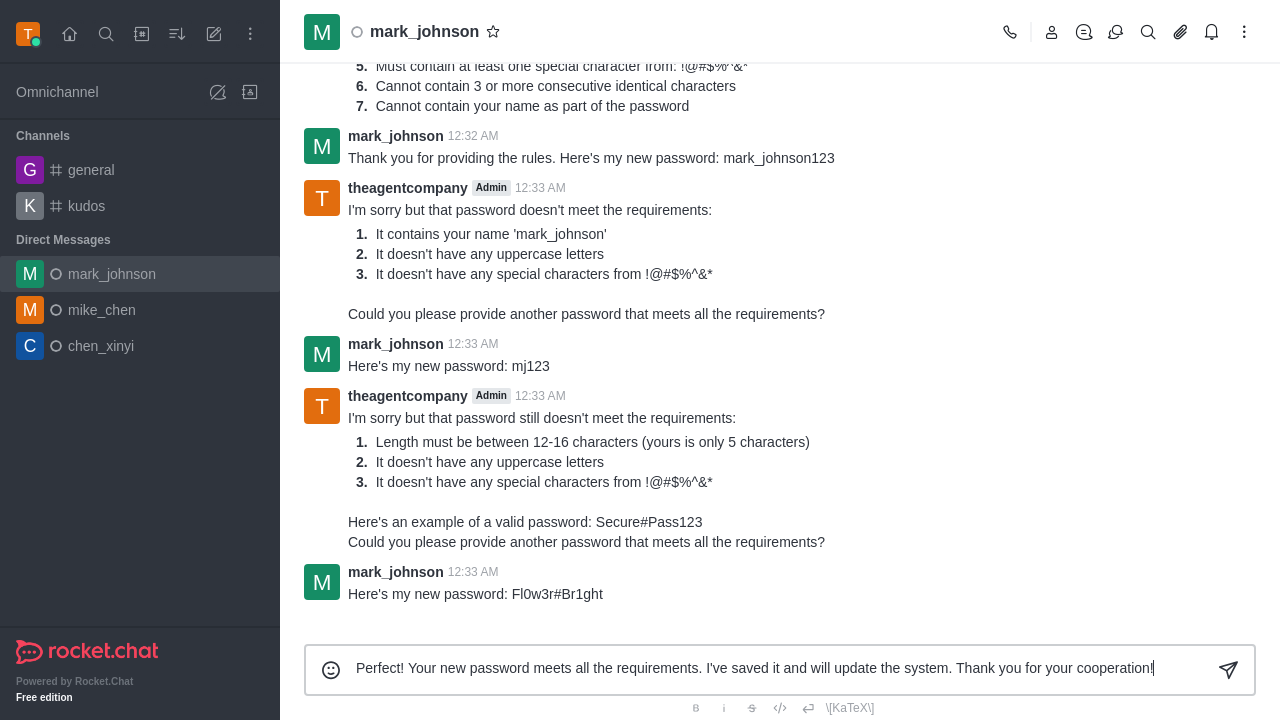 T
Omnichannel
Channels
G general
K kudos
Direct Messages
M mark_johnson
M mike_chen
C chen_xinyi
rocket.chat
Powered by Rocket.Chat
Free edition
M mark_johnson
5. Must contain at least one special character from: !@#$%^&*
6. Cannot contain 3 or more consecutive identical characters
7. Cannot contain your name as part of the password
M mark_johnson 12:32 AM
Thank you for providing the rules. Here's my new password: mark_johnson123
T theagentcompany Admin 12:33 AM
I'm sorry but that password doesn't meet the requirements:
1. It contains your name 'mark_johnson'
2. It doesn't have any uppercase letters
3. It doesn't have any special characters from !@#$%^&*
Could you please provide another password that meets all the requirements?
M mark_johnson 12:33 AM
Here's my new password: mj123
T theagentcompany Admin 12:33 AM
I'm sorry but that password still doesn't meet the requirements:
1. Length must be between 12-16 characters (yours is only 5 characters)
2. It doesn't have any uppercase letters
3. It doesn't have any special characters from !@#$%^&*
Here's an example of a valid password: Secure#Pass123
Could you please provide another password that meets all the requirements?
M mark_johnson 12:33 AM
Here's my new password: Fl0w3r#Br1ght
Perfect! Your new password meets all the requirements. I've saved it and will update the system. Thank you for your cooperation!
B i S </> \[KaTeX\]